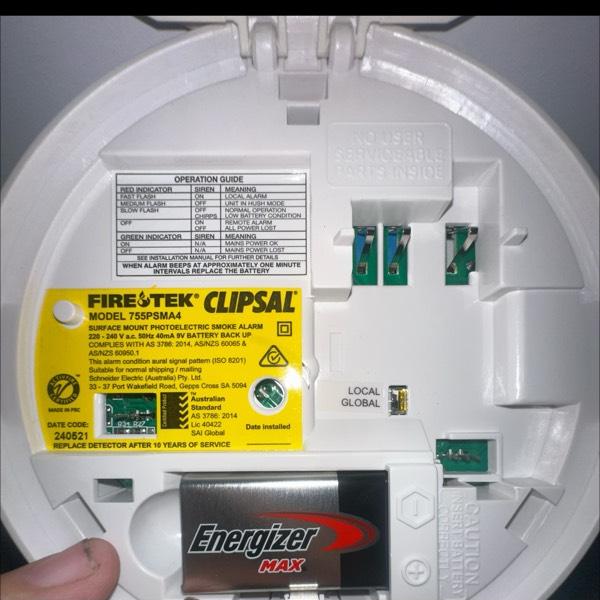 NO USER
SERVICEABLE
PARTS INSIDE
OPERATION GUIDE
RED INDICATOR SIREN MEANING
FAST FLASH ON LOCAL ALARM
MEDIUM FLASH OFF UNIT IN HUSH MODE
SLOW FLASH OFF NORMAL OPERATION
CHIRPS LOW BATTERY CONDITION
OFF ON REMOTE ALARM
OFF ALL POWER LOST
GREEN INDICATOR SIREN MEANING
ON N/A MAINS POWER OK
OFF N/A MAINS POWER LOST
SEE INSTALLATION MANUAL FOR FURTHER DETAILS
WHEN ALARM BEEPS AT APPROXIMATELY ONE MINUTE
INTERVALS REPLACE THE BATTERY
FIRETEK CLIPSAL
MODEL 755PSMA4
SURFACE MOUNT PHOTOELECTRIC SMOKE ALARM
220 - 240 V a.c. 50Hz 40mA 9V BATTERY BACK UP
COMPLIES WITH AS 3786: 2014, AS/NZS 60065 &
AS/NZS 60950.1
This alarm condition aural signal pattern (ISO 8201)
Suitable for normal shipping / mailing
Schneider Electric (Australia) Pty. Ltd.
33 - 37 Port Wakefield Road, Gepps Cross SA 5094
MADE IN PRC
DATE CODE:
240521
Certified Product
Australian
Standard
AS 3786: 2014
Lic 40422
SAI Global
Date installed
REPLACE DETECTOR AFTER 10 YEARS OF SERVICE
LOCAL
GLOBAL
Energizer
MAX
CAUTION
INSERT BATTERY
CORRECTLY